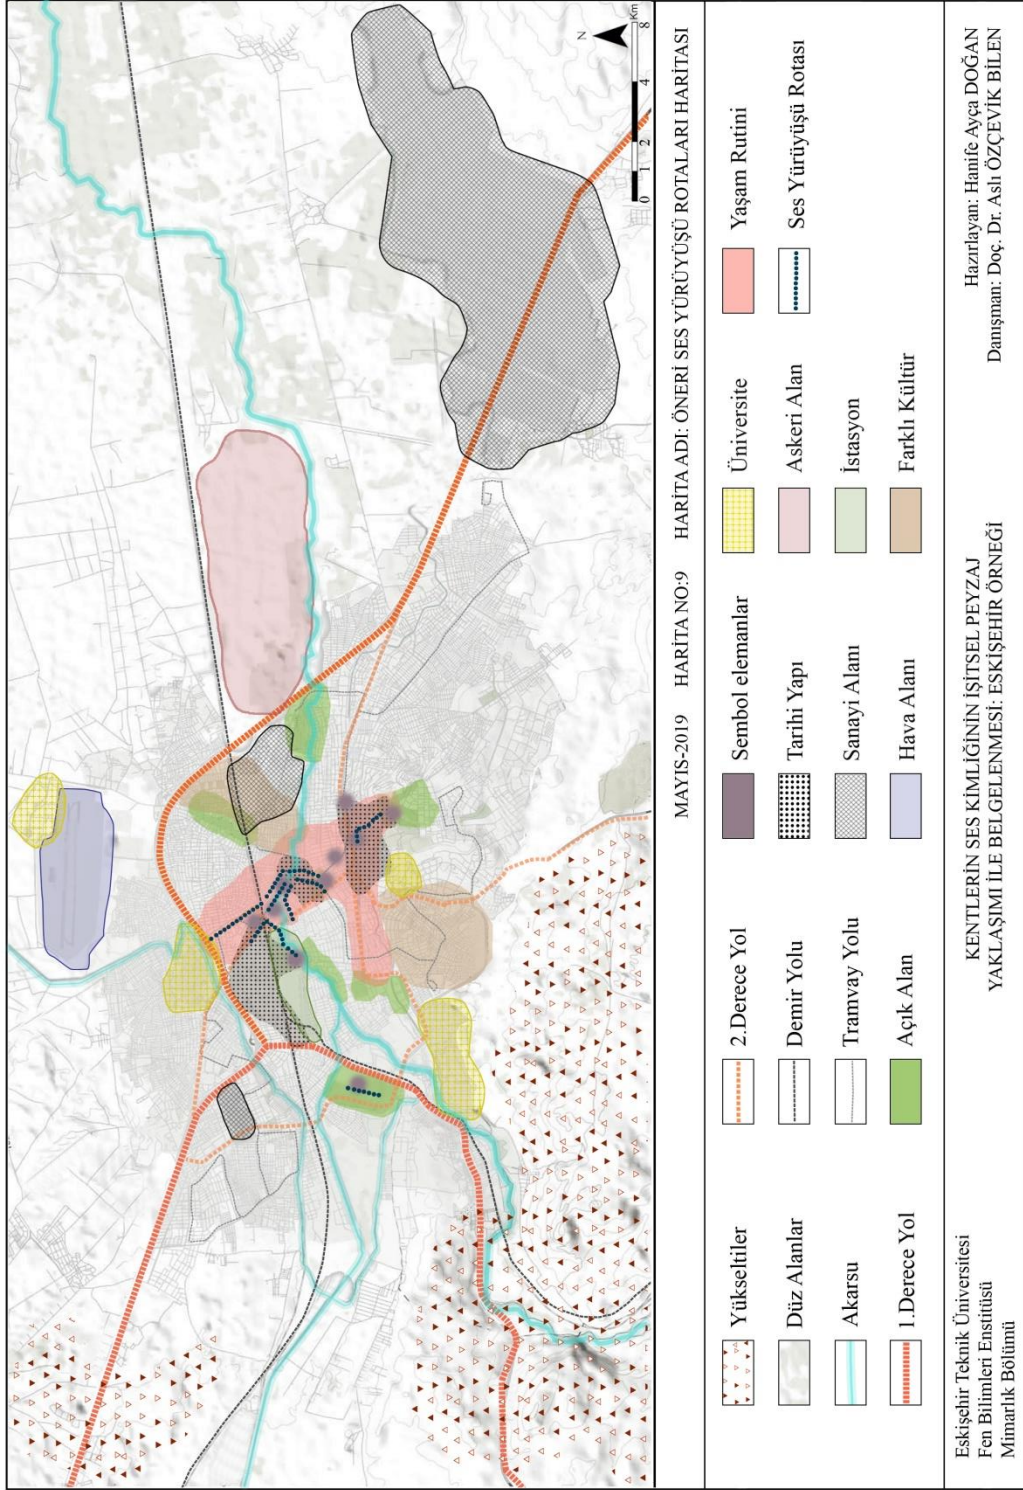 N
0 1 2 4 8
Km
MAYIS-2019 HARİTA NO:9 HARİTA ADI: ÖNERİ SES YÜRÜYÜŞÜ ROTALARI HARİTASI
Yükseltiler
Düz Alanlar
Akarsu
1.Derece Yol
2.Derece Yol
Demir Yolu
Tramvay Yolu
Açık Alan
Sembol elemanlar
Tarihi Yapı
Sanayi Alanı
Hava Alanı
Üniversite
Askeri Alan
İstasyon
Farklı Kültür
Yaşam Rutini
Ses Yürüyüşü Rotası
Eskişehir Teknik Üniversitesi
Fen Bilimleri Enstitüsü
Mimarlık Bölümü
KENTLERİN SES KİMLİĞİNİN İŞİTSEL PEYZAJ
YAKLAŞIMI İLE BELGELENMESİ: ESKİŞEHİR ÖRNEĞİ
Hazırlayan: Hanife Ayça DOĞAN
Danışman: Doç. Dr. Aslı ÖZÇEVİK BİLEN